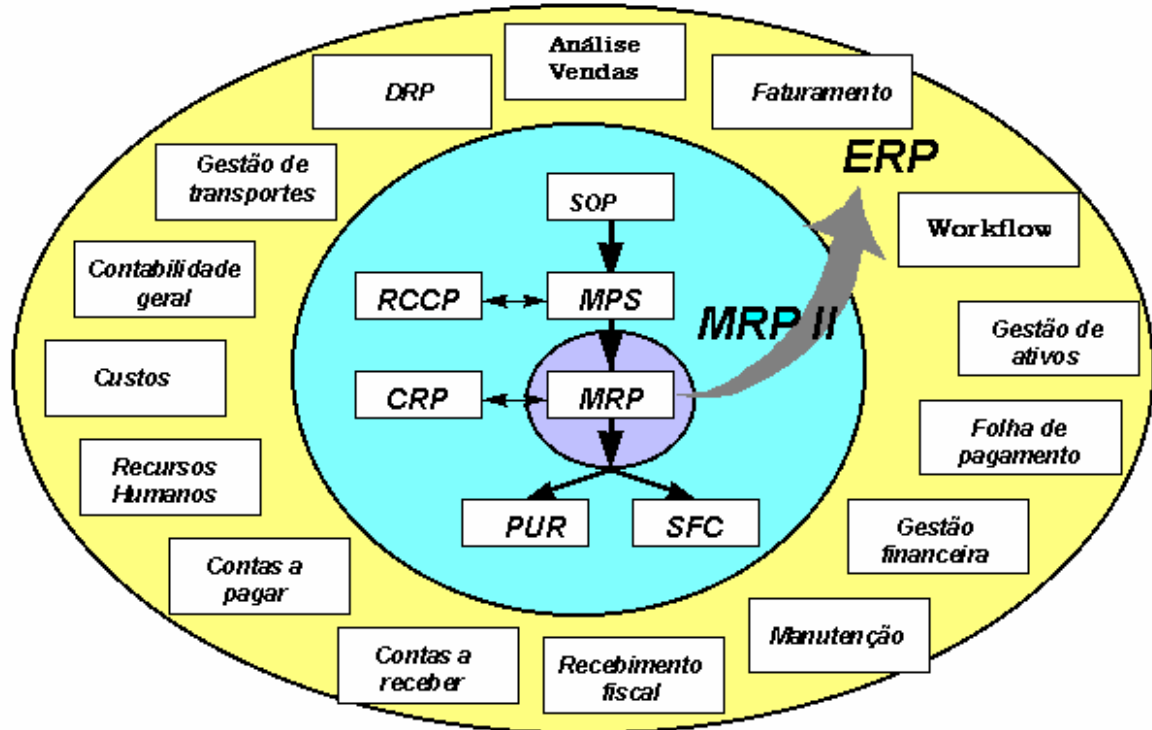 Análise
Vendas
DRP
Faturamento
ERP
Gestão de
transportes
SOP
Workflow
Contabilidade
geral
RCCP
MPS
MRP II
Gestão de
ativos
Custos
CRP
MRP
Folha de
pagamento
Recursos
Humanos
PUR
SFC
Gestão
financeira
Contas a
pagar
Manutenção
Contas a
receber
Recebimento
fiscal